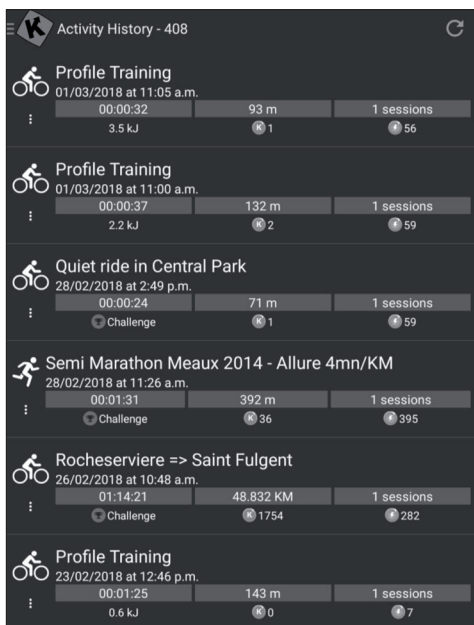 K Activity History - 408
Profile Training
01/03/2018 at 11:05 a.m.
00:00:32 93 m 1 sessions
3.5 kJ K 1 56
Profile Training
01/03/2018 at 11:00 a.m.
00:00:37 132 m 1 sessions
2.2 kJ K 2 59
Quiet ride in Central Park
28/02/2018 at 2:49 p.m.
00:00:24 71 m 1 sessions
Challenge K 1 59
Semi Marathon Meaux 2014 - Allure 4mn/KM
28/02/2018 at 11:26 a.m.
00:01:31 392 m 1 sessions
Challenge K 36 395
Rocheserviere => Saint Fulgent
26/02/2018 at 10:48 a.m.
01:14:21 48.832 KM 1 sessions
Challenge K 1754 282
Profile Training
23/02/2018 at 12:46 p.m.
00:01:25 143 m 1 sessions
0.6 kJ K 0 7